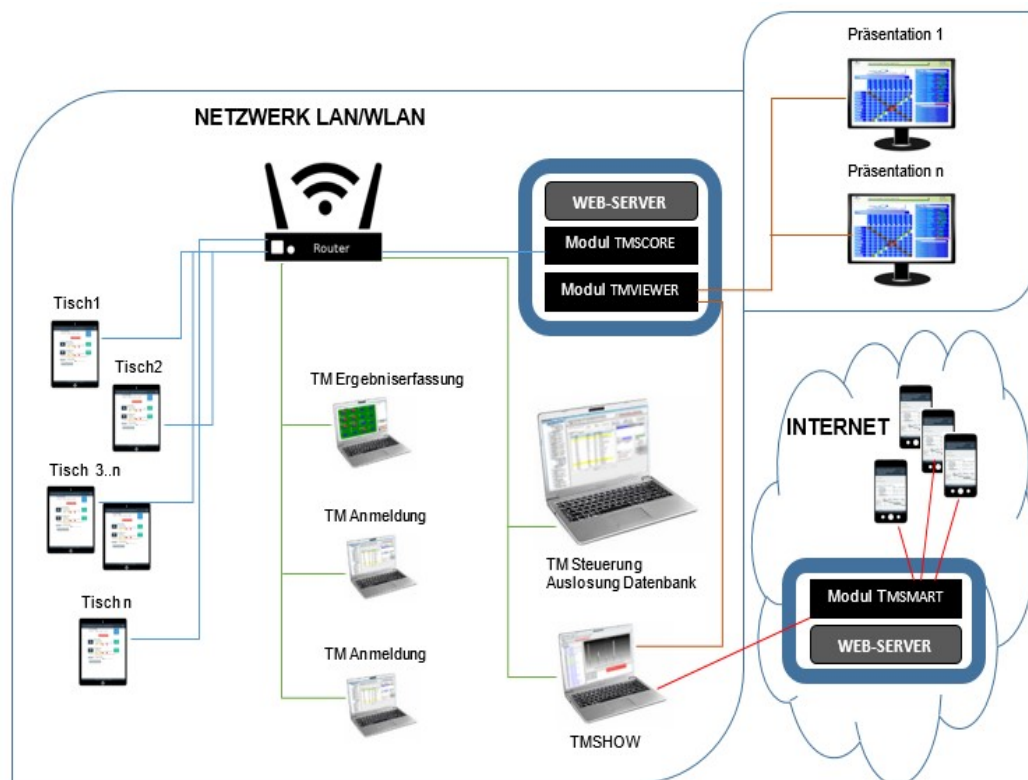 Präsentation 1
NETZWERK LAN/WLAN
Präsentation n
WEB-SERVER
Modul TMSCORE
Modul TMVIEWER
Router
Tisch1
Tisch2
Tisch 3..n
Tisch n
TM Ergebniserfassung
TM Anmeldung
TM Anmeldung
TM Steuerung
Auslosung Datenbank
TMSHOW
INTERNET
Modul TMSMART
WEB-SERVER